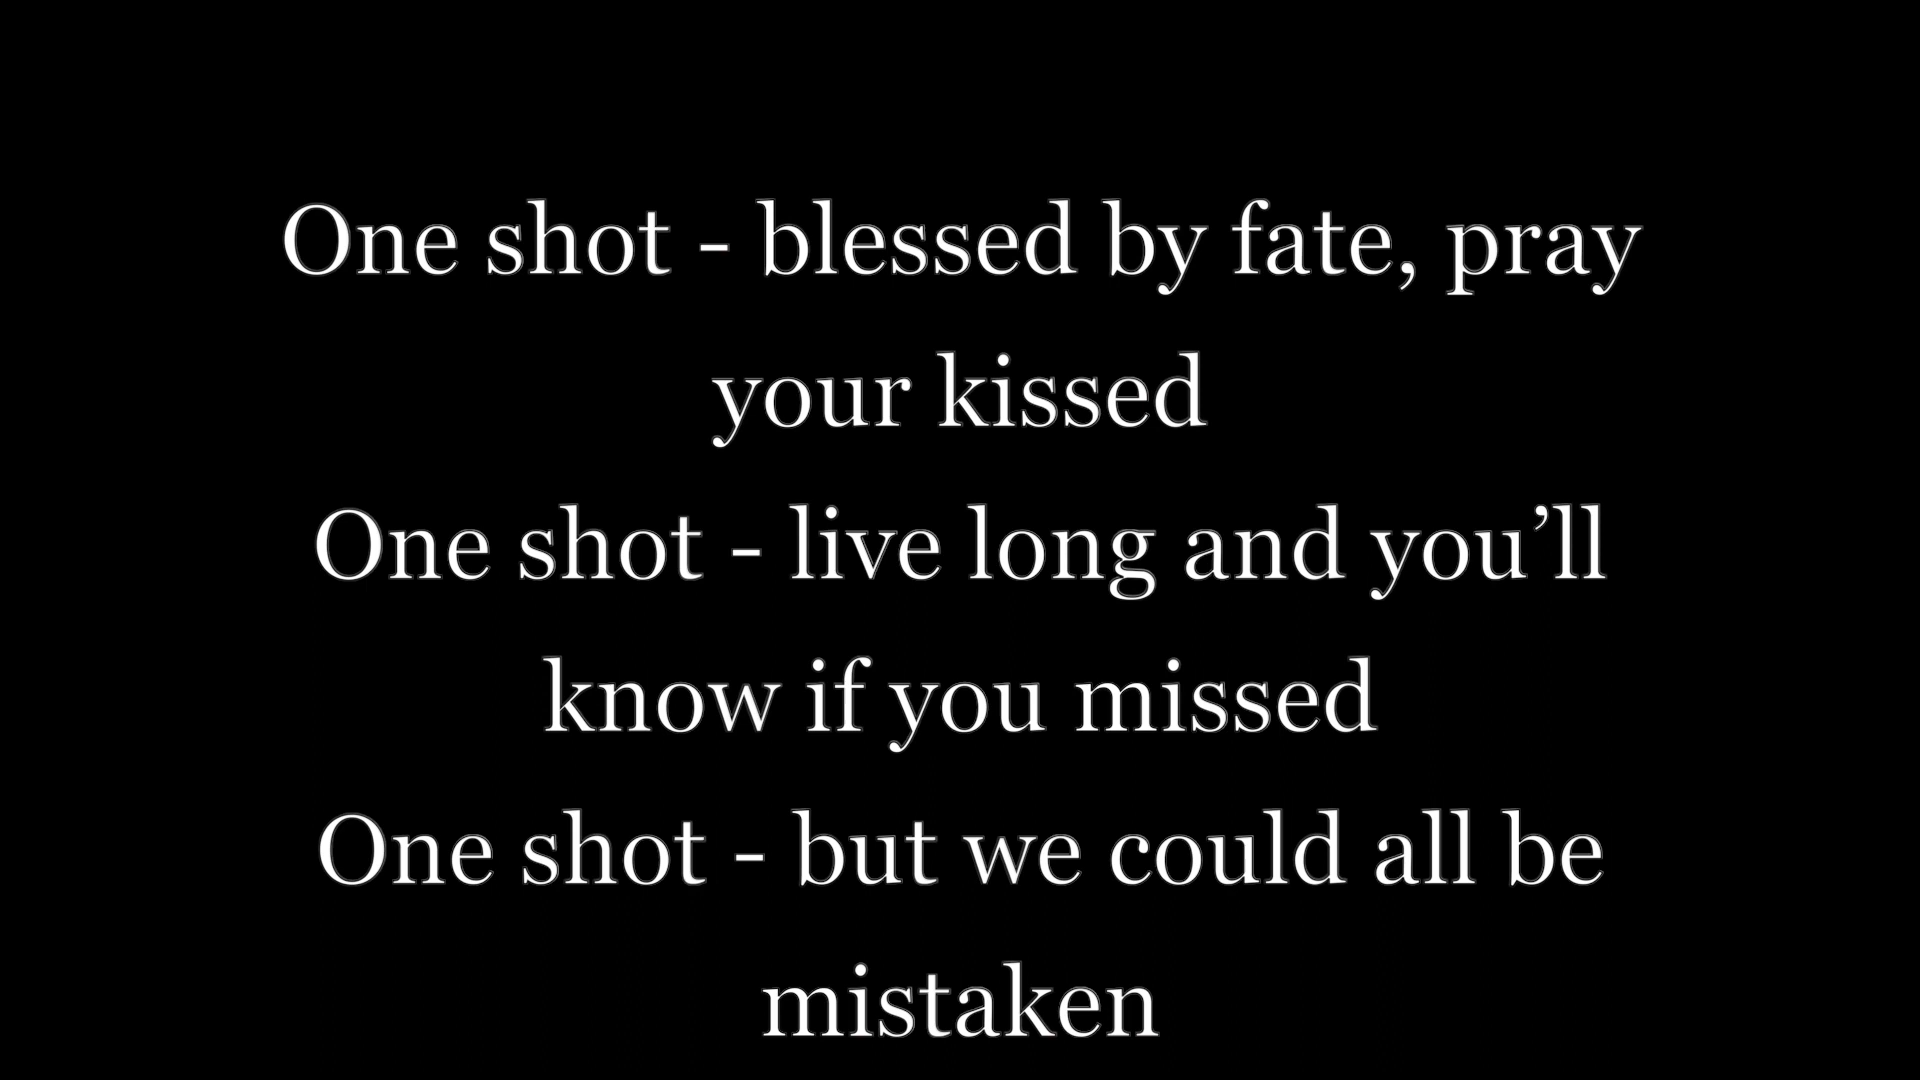 One shot - blessed by fate, pray
your kissed
One shot - live long and you’ll
know if you missed
One shot - but we could all be
mistaken